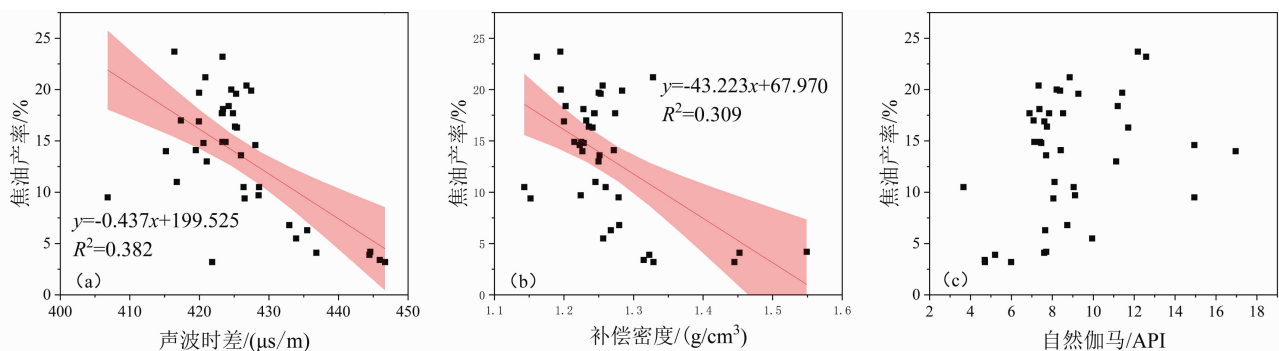 25
20
15
10
5
0
焦油产率/%
y=-0.437x+199.525
R²=0.382
（a）
400 410 420 430 440 450
声波时差/(μs/m)
25
20
15
10
5
0
焦油产率/%
y=-43.223x+67.970
R²=0.309
（b）
1.1 1.2 1.3 1.4 1.5 1.6
补偿密度/ (g/cm³)
25
20
15
10
5
0
焦油产率/%
（c）
2 4 6 8 10 12 14 16 18
自然伽马/API